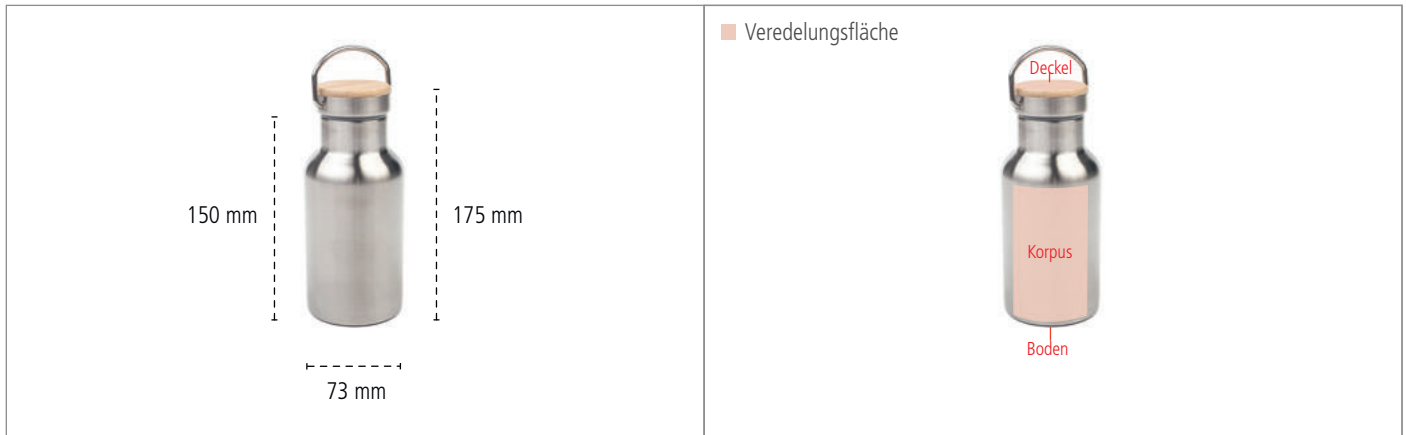 150 mm
175 mm
73 mm
Veredelungsfläche
Deckel
Korpus
Boden